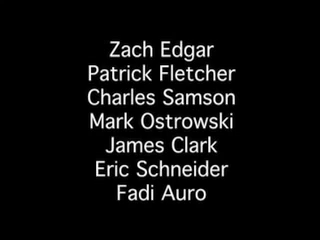 Zach Edgar
Patrick Fletcher
Charles Samson
Mark Ostrowski
James Clark
Eric Schneider
Fadi Auro